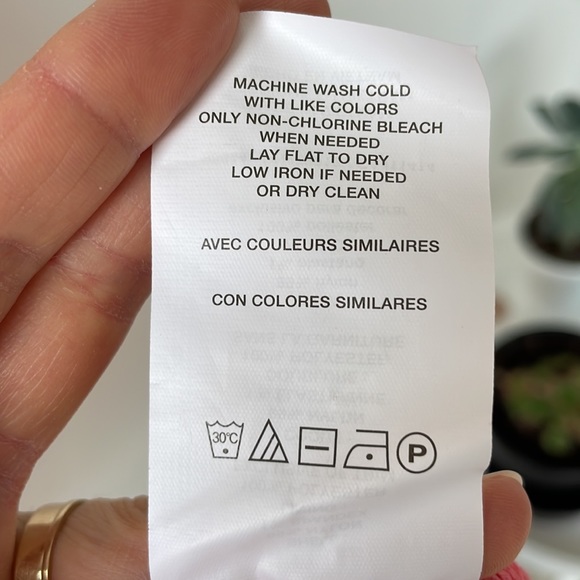 MACHINE WASH COLD
WITH LIKE COLORS
ONLY NON-CHLORINE BLEACH
WHEN NEEDED
LAY FLAT TO DRY
LOW IRON IF NEEDED
OR DRY CLEAN
AVEC COULEURS SIMILAIRES
CON COLORES SIMILARES
30°C P